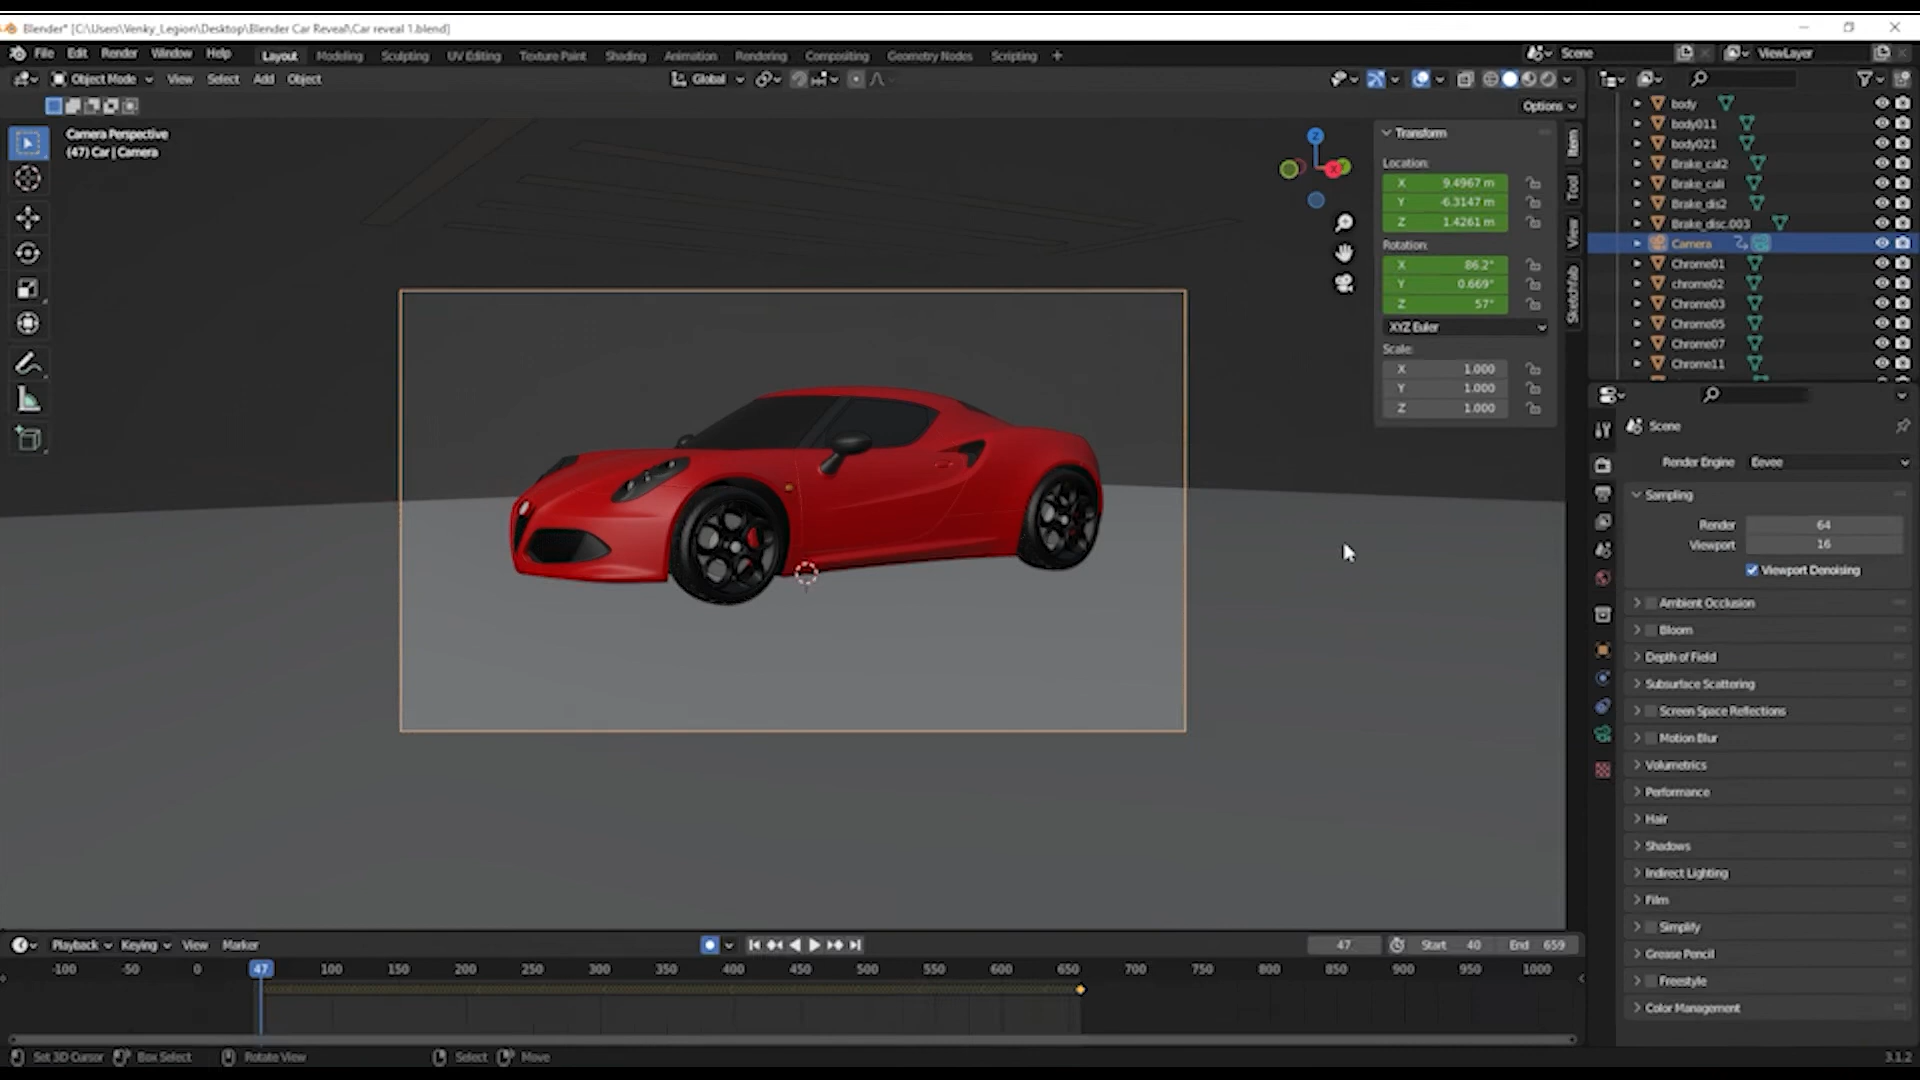 Blender* [C:\Users\Venky_Legion\Desktop\Blender Car Reveal\Car reveal 1.blend]
File Edit Render Window Help Layout Modeling Sculpting UV Editing Texture Paint Shading Animation Rendering Compositing Geometry Nodes Scripting + Scene ViewLayer
Object Mode View Select Add Object Global
Options
Camera Perspective
(47) Car | Camera
Z
X
Transform
Location:
X 9.4967 m
Y -6.3147 m
Z 1.4261 m
Rotation:
X 86.2°
Y 0.669°
Z 57°
XYZ Euler
Scale:
X 1.000
Y 1.000
Z 1.000
Item
Tool
View
Sketchfab
body
body011
body021
Brake_cal2
Brake_cali
Brake_dis2
Brake_disc.003
Camera
Chrome01
chrome02
Chrome03
Chrome05
Chrome07
Chrome11
Scene
Render Engine Eevee
Sampling
Render 64
Viewport 16
Viewport Denoising
Ambient Occlusion
Bloom
Depth of Field
Subsurface Scattering
Screen Space Reflections
Motion Blur
Volumetrics
Performance
Hair
Shadows
Indirect Lighting
Film
Simplify
Grease Pencil
Freestyle
Color Management
Playback Keying View Marker 47 Start 40 End 659
-100 -50 0 47 100 150 200 250 300 350 400 450 500 550 600 650 700 750 800 850 900 950 1000
Set 3D Cursor Box Select Rotate View Select Move 3.1.2